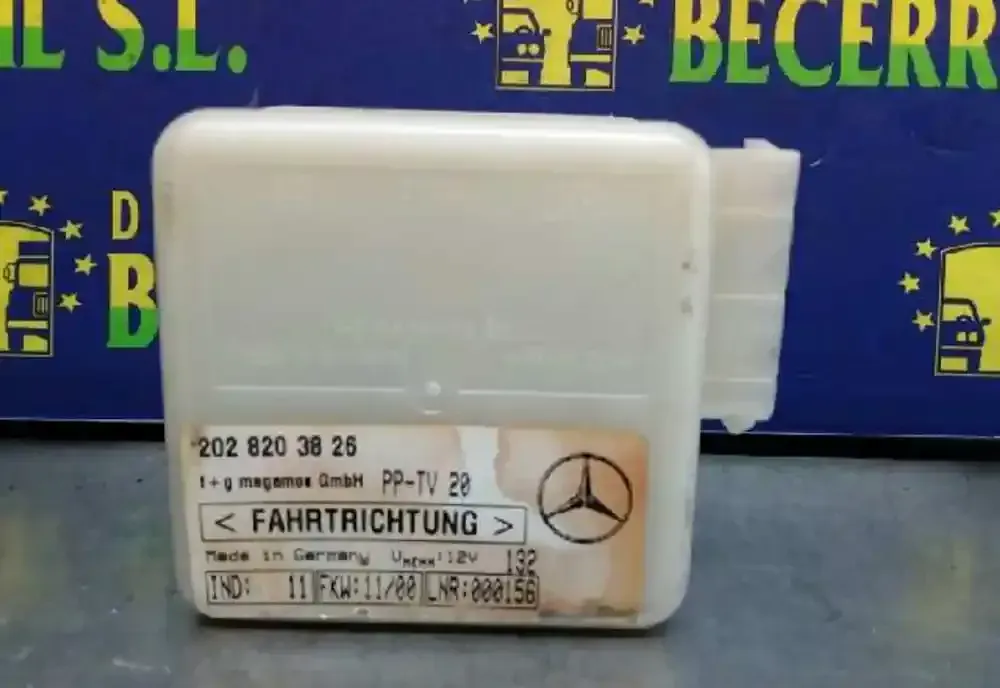 IL S.L.
BECERR
D
B
202 820 38 26
t+g megamos GmbH PP-TV 20
< FAHRTRICHTUNG >
Made in Germany VNENN:12V 132
IND: 11 FKW:11/00 LNR:000156